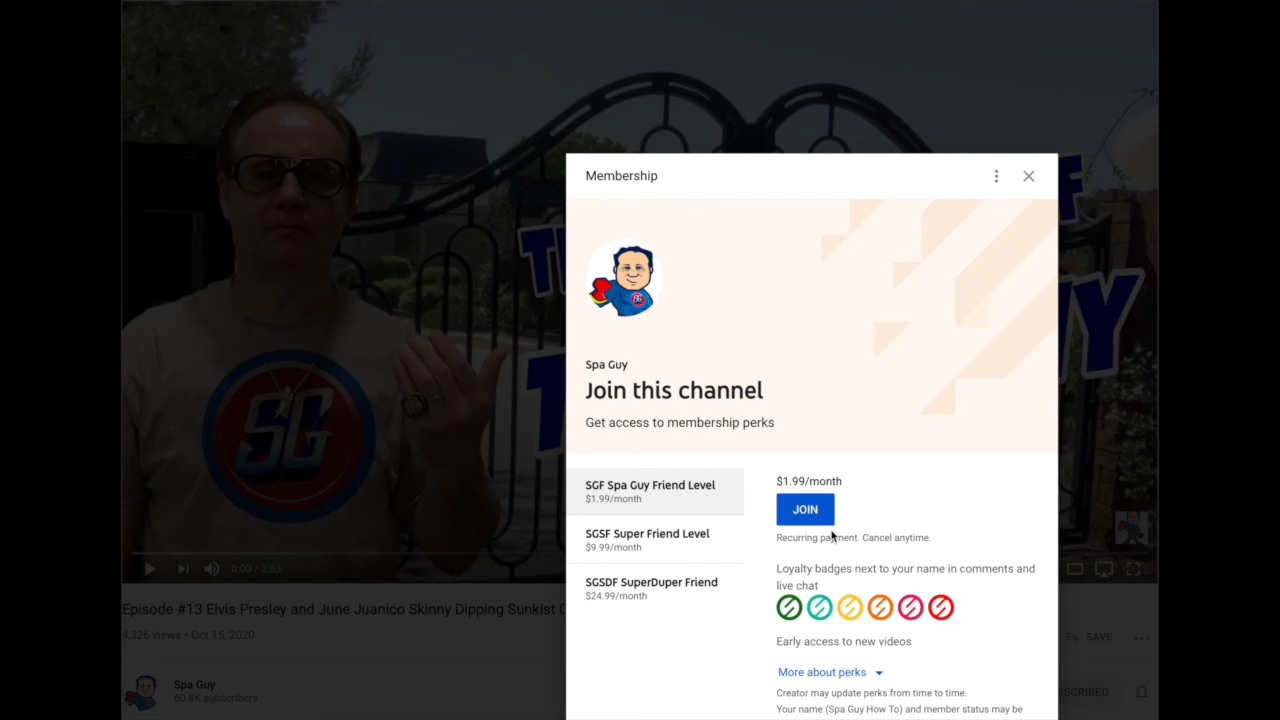 Membership
Spa Guy
Join this channel
Get access to membership perks
SGF Spa Guy Friend Level
$1.99/month
SGSF Super Friend Level
$9.99/month
SGSDF SuperDuper Friend
$24.99/month
$1.99/month
JOIN
Recurring payment. Cancel anytime.
Loyalty badges next to your name in comments and
live chat
Early access to new videos
More about perks
Creator may update perks from time to time.
Your name (Spa Guy How To) and member status may be
SG
0:00 / 2:53
Episode #13 Elvis Presley and June Juanico Skinny Dipping Sunkist
4,326 views • Oct 15, 2020
SAVE
Spa Guy
60.8K subscribers